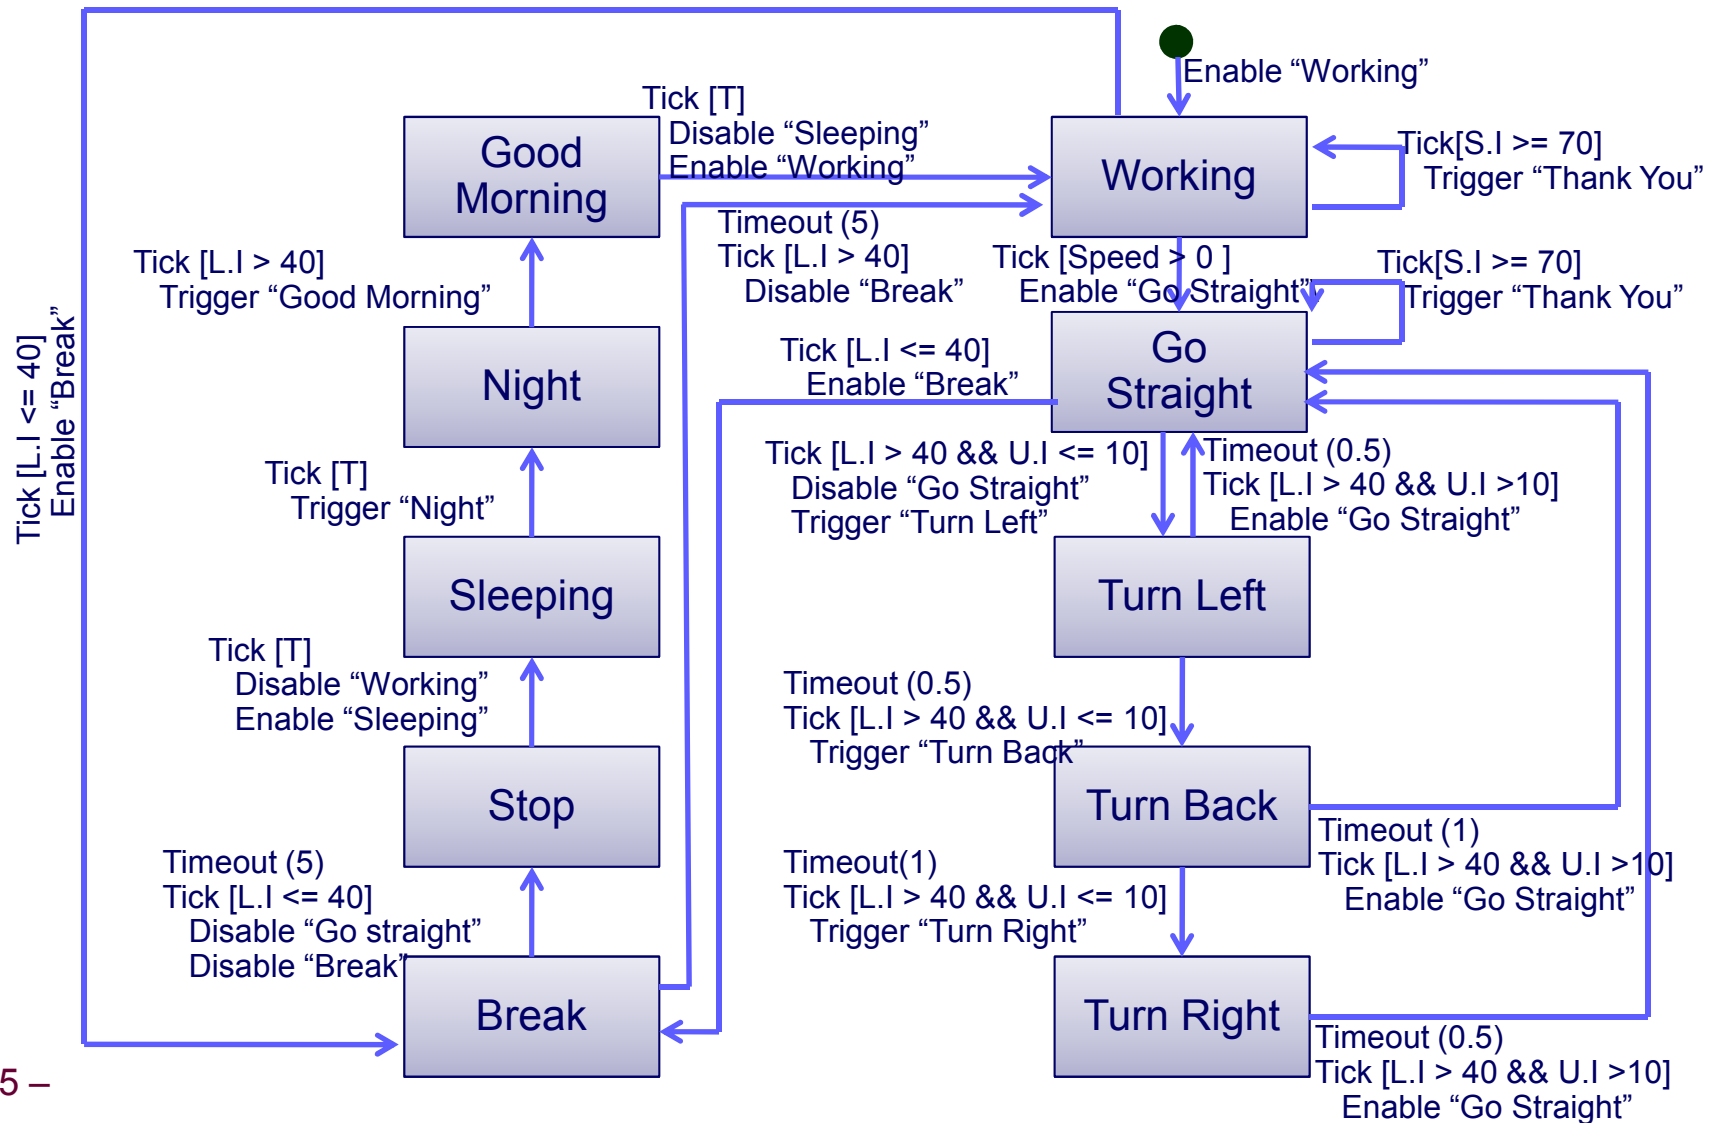 Enable “Working”
Tick [T]
Disable “Sleeping”
Enable “Working”
Good
Morning
Working
Tick[S.I >= 70]
Trigger “Thank You”
Timeout (5)
Tick [L.I > 40]
Disable “Break”
Tick [Speed > 0 ]
Enable “Go Straight”
Tick[S.I >= 70]
Trigger “Thank You”
Tick [L.I > 40]
Trigger “Good Morning”
Tick [L.I <= 40]
Enable “Break”
Night
Tick [L.I <= 40]
Enable “Break”
Go
Straight
Tick [L.I > 40 && U.I <= 10]
Disable “Go Straight”
Trigger “Turn Left”
Timeout (0.5)
Tick [L.I > 40 && U.I >10]
Enable “Go Straight”
Tick [T]
Trigger “Night”
Sleeping
Turn Left
Tick [T]
Disable “Working”
Enable “Sleeping”
Timeout (0.5)
Tick [L.I > 40 && U.I <= 10]
Trigger “Turn Back”
Stop
Turn Back
Timeout (5)
Tick [L.I <= 40]
Disable “Go straight”
Disable “Break”
Timeout(1)
Tick [L.I > 40 && U.I <= 10]
Trigger “Turn Right”
Timeout (1)
Tick [L.I > 40 && U.I >10]
Enable “Go Straight”
Break
Turn Right
Timeout (0.5)
Tick [L.I > 40 && U.I >10]
Enable “Go Straight”
5 –